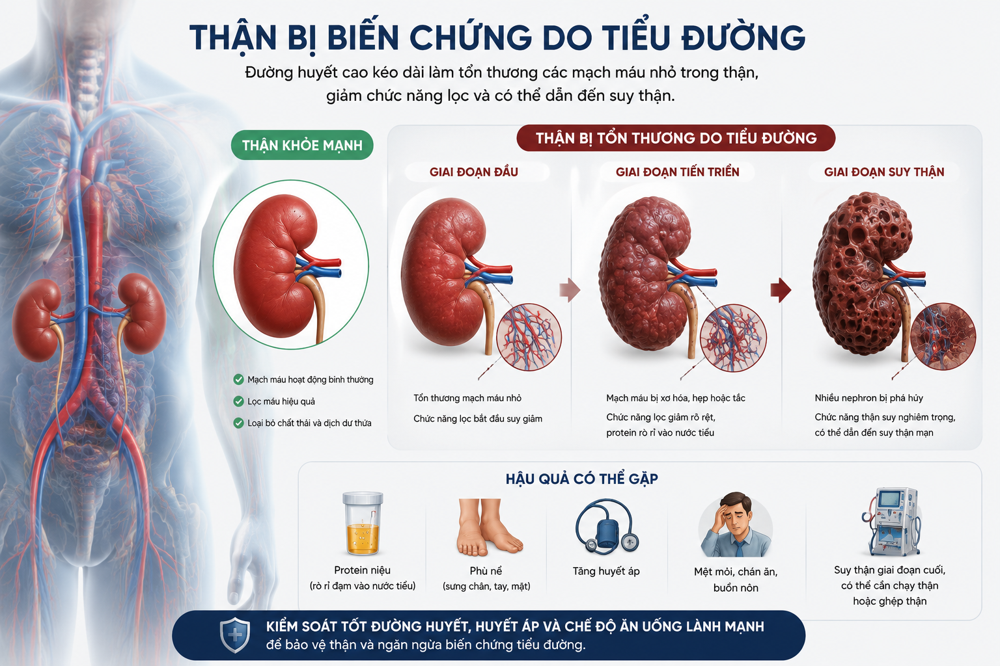 THẬN BỊ BIẾN CHỨNG DO TIỂU ĐƯỜNG
Đường huyết cao kéo dài làm tổn thương các mạch máu nhỏ trong thận,
giảm chức năng lọc và có thể dẫn đến suy thận.
THẬN KHỎE MẠNH
Mạch máu hoạt động bình thường
Lọc máu hiệu quả
Loại bỏ chất thải và dịch dư thừa
THẬN BỊ TỔN THƯƠNG DO TIỂU ĐƯỜNG
GIAI ĐOẠN ĐẦU
Tổn thương mạch máu nhỏ
Chức năng lọc bắt đầu suy giảm
GIAI ĐOẠN TIẾN TRIỂN
Mạch máu bị xơ hóa, hẹp hoặc tắc
Chức năng lọc giảm rõ rệt,
protein rò rỉ vào nước tiểu
GIAI ĐOẠN SUY THẬN
Nhiều nephron bị phá hủy
Chức năng thận suy nghiêm trọng,
có thể dẫn đến suy thận mạn
HẬU QUẢ CÓ THỂ GẶP
Protein niệu
(rò rỉ đạm vào nước tiểu)
Phù nề
(sưng chân, tay, mặt)
Tăng huyết áp
Mệt mỏi, chán ăn,
buồn nôn
Suy thận giai đoạn cuối,
có thể cần chạy thận
hoặc ghép thận
KIỂM SOÁT TỐT ĐƯỜNG HUYẾT, HUYẾT ÁP VÀ CHẾ ĐỘ ĂN UỐNG LÀNH MẠNH
để bảo vệ thận và ngăn ngừa biến chứng tiểu đường.